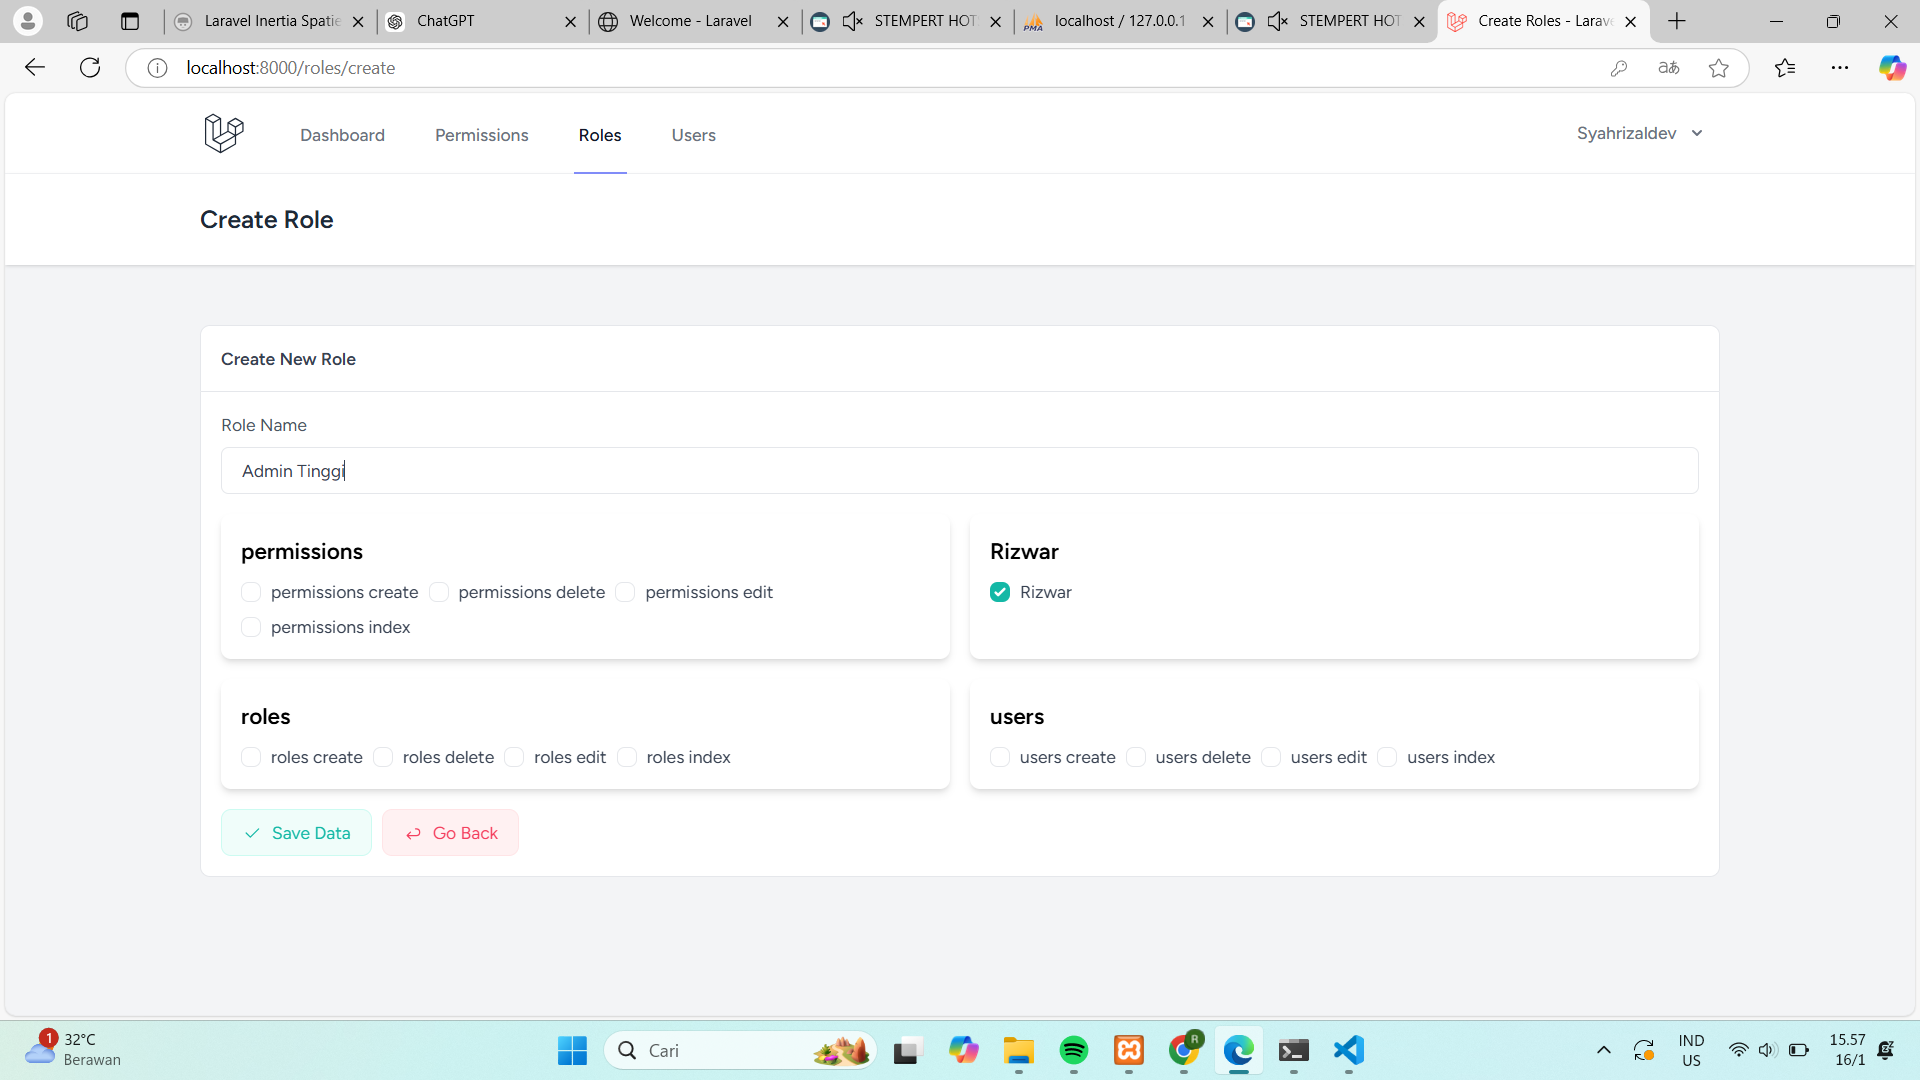 Laravel Inertia Spatie
ChatGPT
Welcome - Laravel
STEMPERT HOT
localhost / 127.0.0.1
STEMPERT HOT
Create Roles - Larave
localhost:8000/roles/create
Dashboard
Permissions
Roles
Users
Syahrizaldev
Create Role
Create New Role
Role Name
Admin Tinggi
permissions
permissions create
permissions delete
permissions edit
permissions index
Rizwar
Rizwar
roles
roles create
roles delete
roles edit
roles index
users
users create
users delete
users edit
users index
Save Data
Go Back
1
32°C
Berawan
Cari
R
IND
US
15.57
16/1